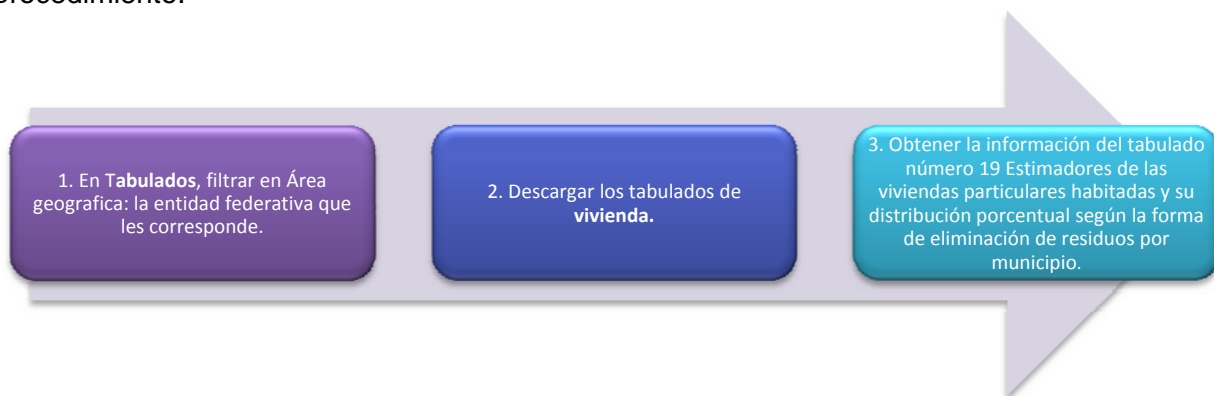 Procedimiento:
1. En Tabulados, filtrar en Área
geografica: la entidad federativa que
les corresponde.
2. Descargar los tabulados de
vivienda.
3. Obtener la información del tabulado
número 19 Estimadores de las
viviendas particulares habitadas y su
distribución porcentual según la forma
de eliminación de residuos por
municipio.